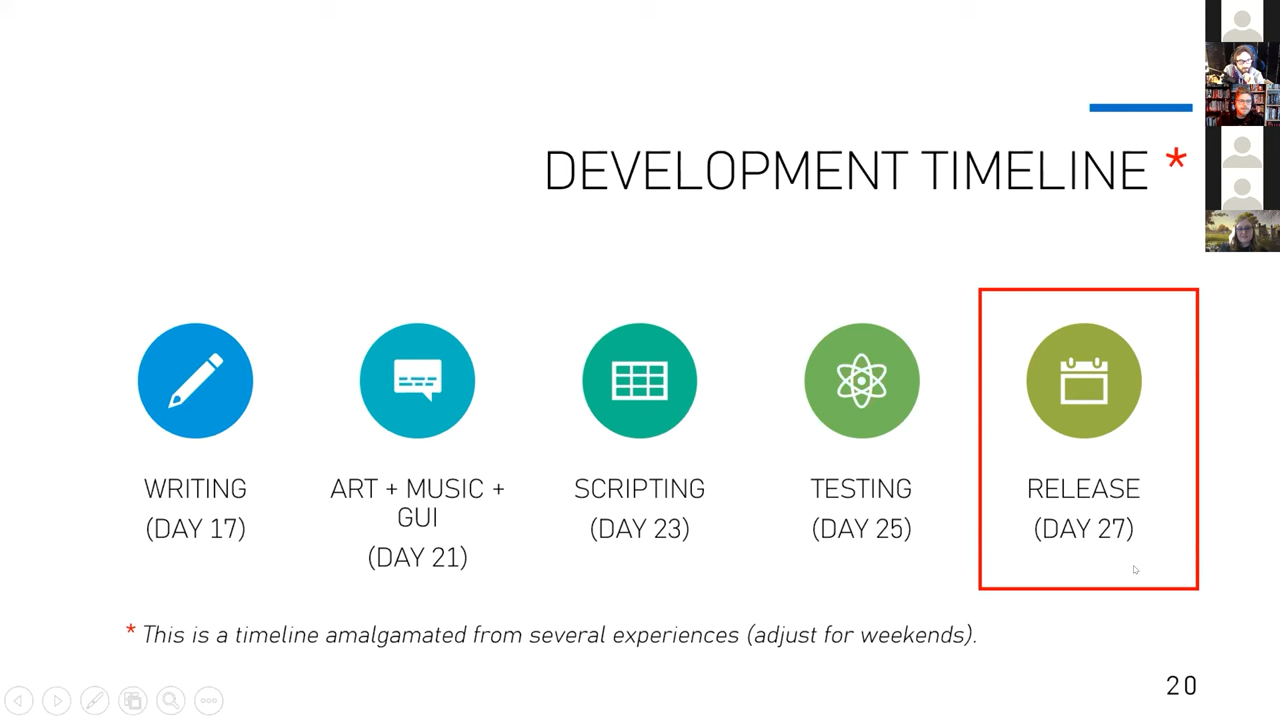 DEVELOPMENT TIMELINE *
WRITING
(DAY 17)
ART + MUSIC +
GUI
(DAY 21)
SCRIPTING
(DAY 23)
TESTING
(DAY 25)
RELEASE
(DAY 27)
* This is a timeline amalgamated from several experiences (adjust for weekends).
20